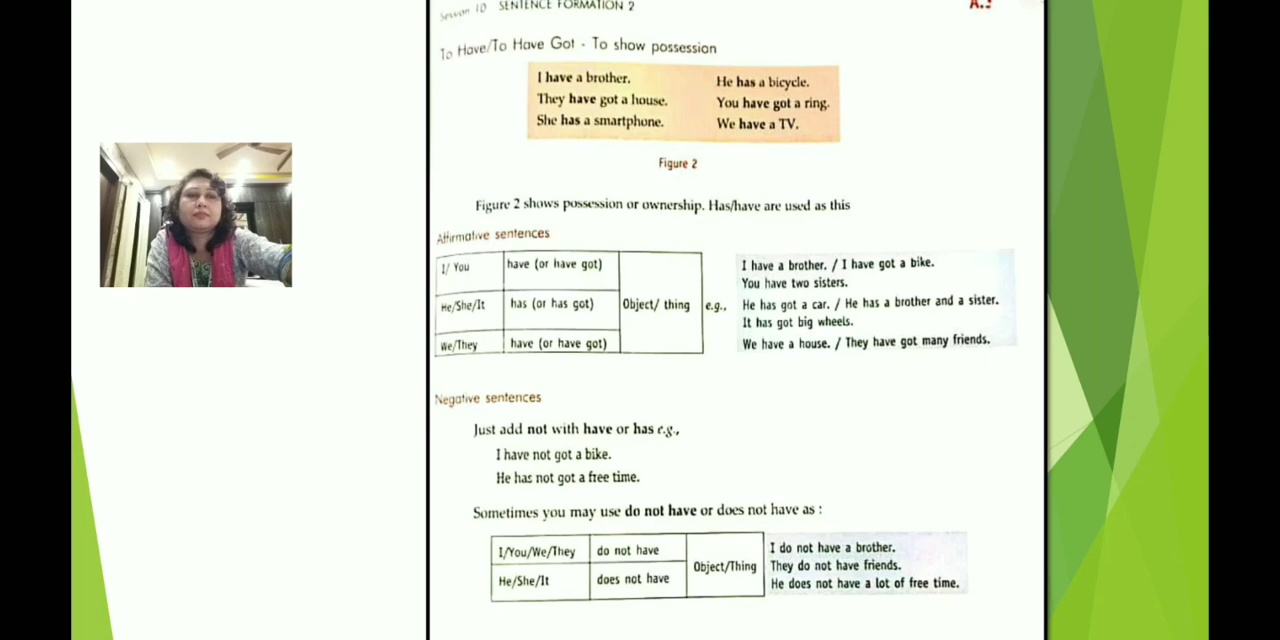 Session 10 SENTENCE FORMATION 2
To Have/To Have Got - To show possession
I have a brother. He has a bicycle.
They have got a house. You have got a ring.
She has a smartphone. We have a TV.
Figure 2
Figure 2 shows possession or ownership. Has/have are used as this
Affirmative sentences
I/ You have (or have got)
He/She/It has (or has got) Object/ thing e.g.,
We/They have (or have got)
I have a brother. / I have got a bike.
You have two sisters.
He has got a car. / He has a brother and a sister.
It has got big wheels.
We have a house. / They have got many friends.
Negative sentences
Just add not with have or has e.g.,
I have not got a bike.
He has not got a free time.
Sometimes you may use do not have or does not have as :
I/You/We/They do not have
He/She/It does not have
Object/Thing
I do not have a brother.
They do not have friends.
He does not have a lot of free time.